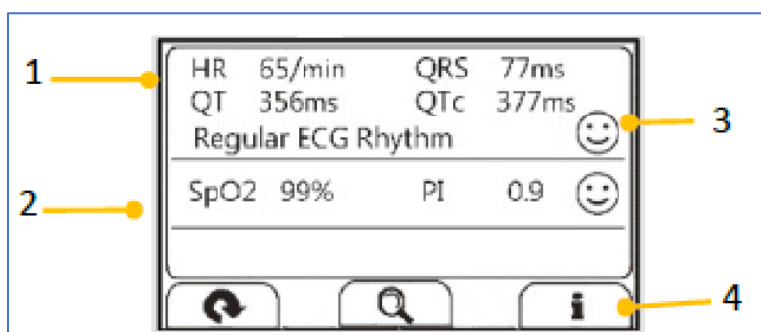 1
HR 65/min QRS 77ms
QT 356ms QTc 377ms
3
Regular ECG Rhythm
2
SpO2 99% PI 0.9
i
4